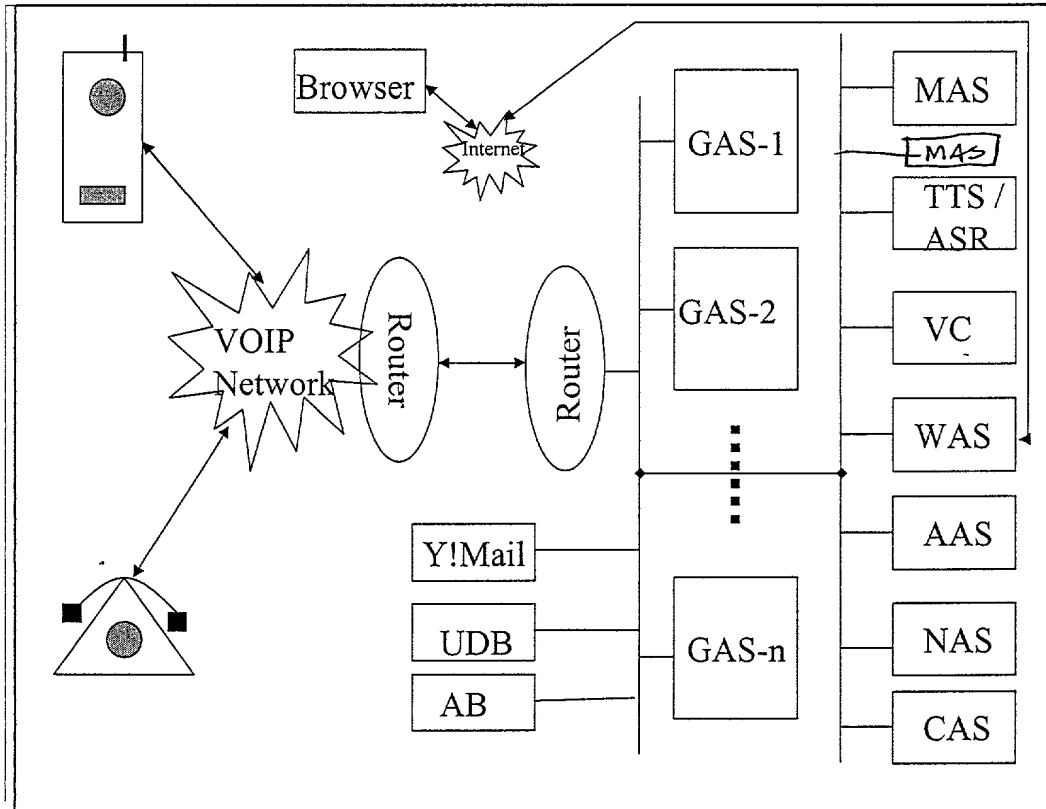 Browser
Internet
GAS-1
MAS
MAS
TTS /
ASR
VOIP
Network
Router
Router
GAS-2
VC
WAS
Y!Mail
AAS
UDB
GAS-n
NAS
AB
CAS